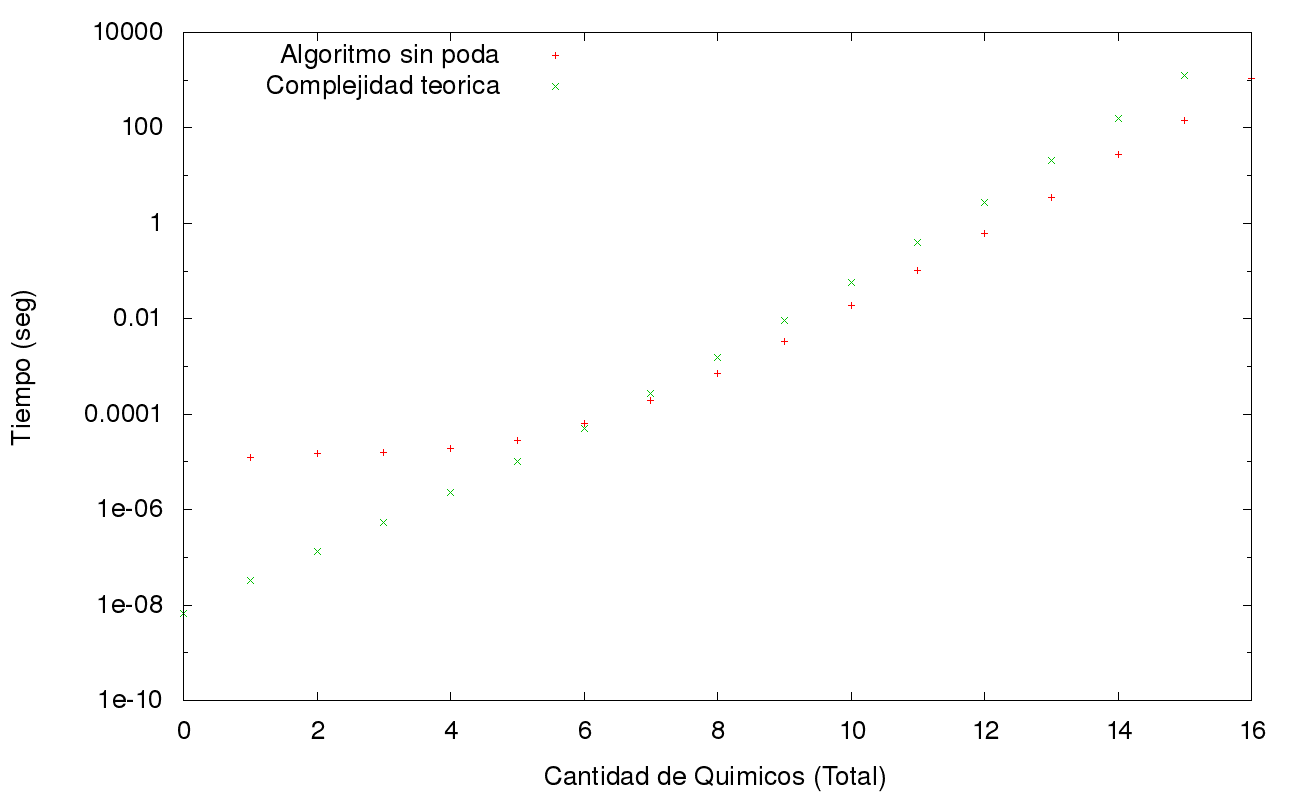 10000
100
1
0.01
0.0001
1e-06
1e-08
1e-10
Algoritmo sin poda
Complejidad teorica
Tiempo (seg)
0 2 4 6 8 10 12 14 16
Cantidad de Quimicos (Total)